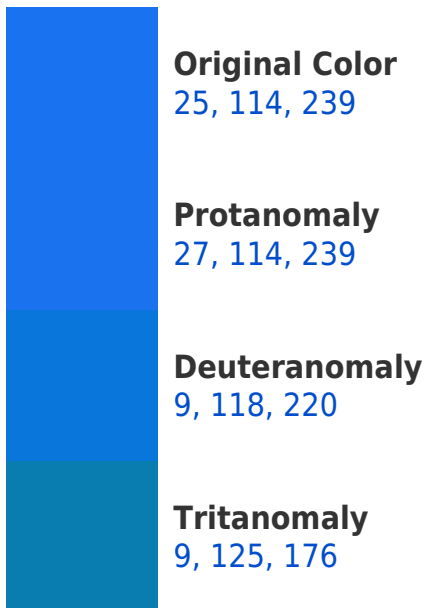 Original Color
25, 114, 239
Protanomaly
27, 114, 239
Deuteranomaly
9, 118, 220
Tritanomaly
9, 125, 176